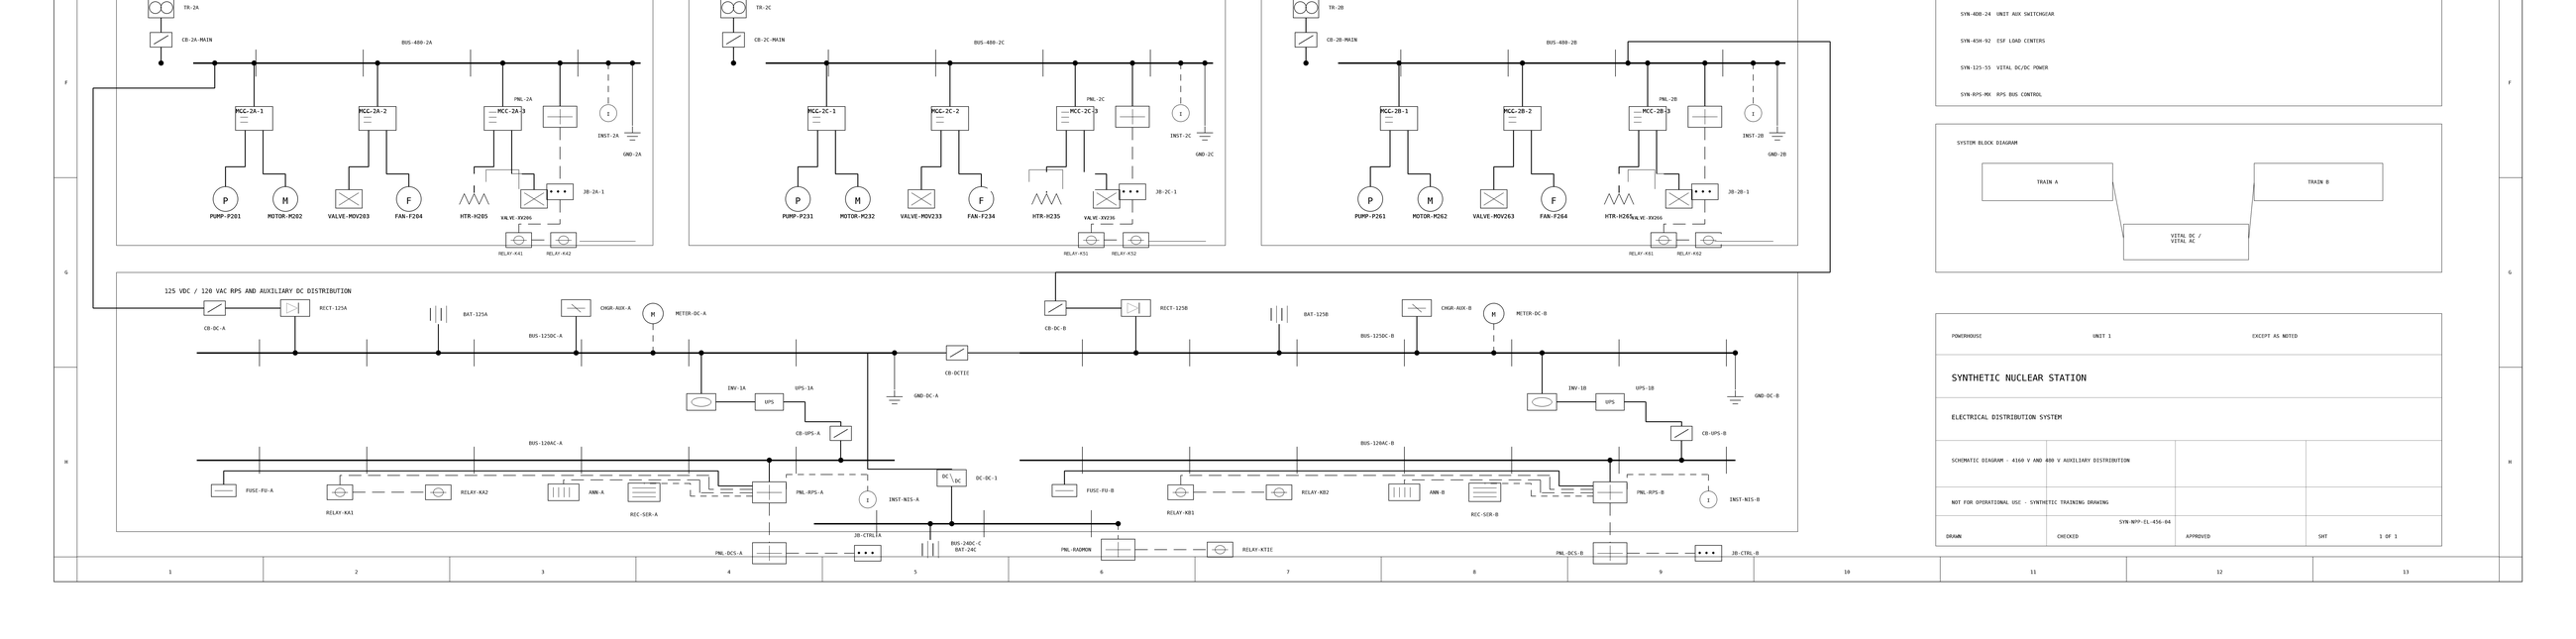 TR-2A
TR-2C
TR-2B
SYN-4DB-24 UNIT AUX SWITCHGEAR
CB-2A-MAIN
BUS-480-2A
CB-2C-MAIN
BUS-480-2C
CB-2B-MAIN
BUS-480-2B
SYN-45H-92 ESF LOAD CENTERS
SYN-125-55 VITAL DC/DC POWER
SYN-RPS-MX RPS BUS CONTROL
F
F
PNL-2A
PNL-2C
PNL-2B
MCC-2A-1
MCC-2A-2
MCC-2A-3
MCC-2C-1
MCC-2C-2
MCC-2C-3
MCC-2B-1
MCC-2B-2
MCC-2B-3
I
I
I
INST-2A
INST-2C
INST-2B
GND-2A
GND-2C
GND-2B
SYSTEM BLOCK DIAGRAM
TRAIN A
TRAIN B
JB-2A-1
JB-2C-1
JB-2B-1
P
M
F
P
M
F
P
M
F
PUMP-P201
MOTOR-M202
VALVE-MOV203
FAN-F204
HTR-H205
VALVE-XV206
PUMP-P231
MOTOR-M232
VALVE-MOV233
FAN-F234
HTR-H235
VALVE-XV236
PUMP-P261
MOTOR-M262
VALVE-MOV263
FAN-F264
HTR-H265
VALVE-XV266
VITAL DC /
VITAL AC
RELAY-K41
RELAY-K42
RELAY-K51
RELAY-K52
RELAY-K61
RELAY-K62
G
G
125 VDC / 120 VAC RPS AND AUXILIARY DC DISTRIBUTION
CB-DC-A
RECT-125A
BAT-125A
CHGR-AUX-A
M
METER-DC-A
CB-DC-B
RECT-125B
BAT-125B
CHGR-AUX-B
M
METER-DC-B
BUS-125DC-A
BUS-125DC-B
CB-DCTIE
POWERHOUSE
UNIT 1
EXCEPT AS NOTED
SYNTHETIC NUCLEAR STATION
INV-1A
UPS-1A
UPS
GND-DC-A
INV-1B
UPS-1B
UPS
GND-DC-B
ELECTRICAL DISTRIBUTION SYSTEM
CB-UPS-A
CB-UPS-B
BUS-120AC-A
BUS-120AC-B
H
H
SCHEMATIC DIAGRAM - 4160 V AND 480 V AUXILIARY DISTRIBUTION
FUSE-FU-A
RELAY-KA1
RELAY-KA2
ANN-A
REC-SER-A
PNL-RPS-A
I
INST-NIS-A
DC
DC
DC-DC-1
FUSE-FU-B
RELAY-KB1
RELAY-KB2
ANN-B
REC-SER-B
PNL-RPS-B
I
INST-NIS-B
NOT FOR OPERATIONAL USE - SYNTHETIC TRAINING DRAWING
SYN-NPP-EL-456-04
DRAWN
CHECKED
APPROVED
SHT
1 OF 1
PNL-DCS-A
JB-CTRL-A
BUS-24DC-C
BAT-24C
PNL-RADMON
RELAY-KTIE
PNL-DCS-B
JB-CTRL-B
1
2
3
4
5
6
7
8
9
10
11
12
13